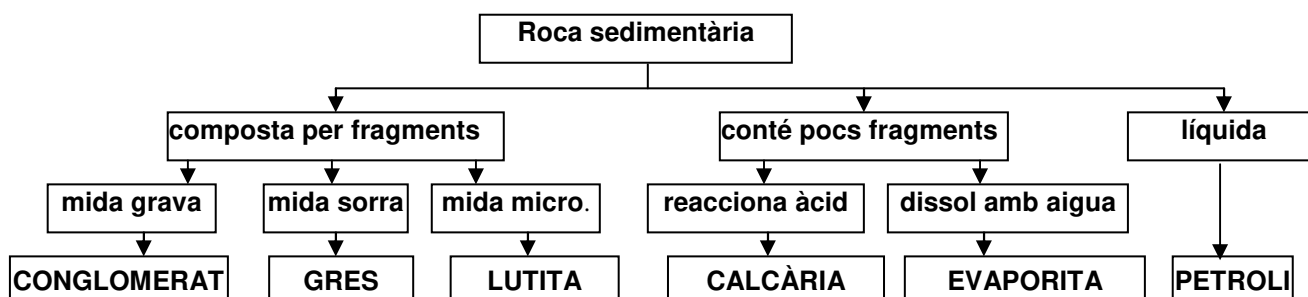 Roca sedimentària
composta per fragments
conté pocs fragments
líquida
mida grava
mida sorra
mida micro.
reacciona àcid
dissol amb aigua
CONGLOMERAT
GRES
LUTITA
CALCÀRIA
EVAPORITA
PETROLI